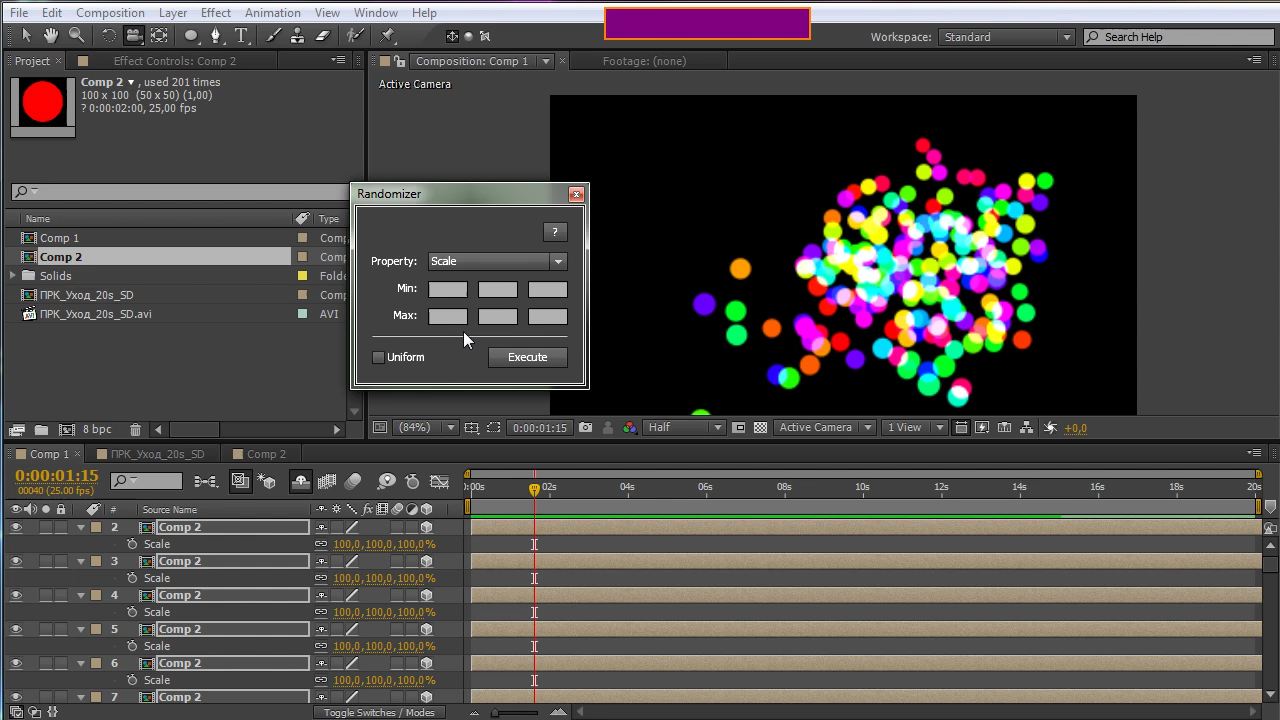 File Edit Composition Layer Effect Animation View Window Help
Workspace: Standard Search Help
Project Effect Controls: Comp 2 Composition: Comp 1 Footage: (none)
Comp 2 , used 201 times
100 x 100 (50 x 50) (1,00)
? 0:00:02:00, 25,00 fps
Active Camera
Randomizer
?
Property: Scale
Min:
Max:
Uniform Execute
Name Type
Comp 1 Comp
Comp 2 Comp
Solids Folde
ПРК_Уход_20s_SD Comp
ПРК_Уход_20s_SD.avi AVI
8 bpc
(84%) 0:00:01:15 Half Active Camera 1 View +0,0
Comp 1 ПРК_Уход_20s_SD Comp 2
0:00:01:15
00040 (25.00 fps)
):00s 02s 04s 06s 08s 10s 12s 14s 16s 18s 20s
# Source Name fx
2 Comp 2
Scale 100,0,100,0,100,0%
3 Comp 2
Scale 100,0,100,0,100,0%
4 Comp 2
Scale 100,0,100,0,100,0%
5 Comp 2
Scale 100,0,100,0,100,0%
6 Comp 2
Scale 100,0,100,0,100,0%
7 Comp 2
Toggle Switches / Modes